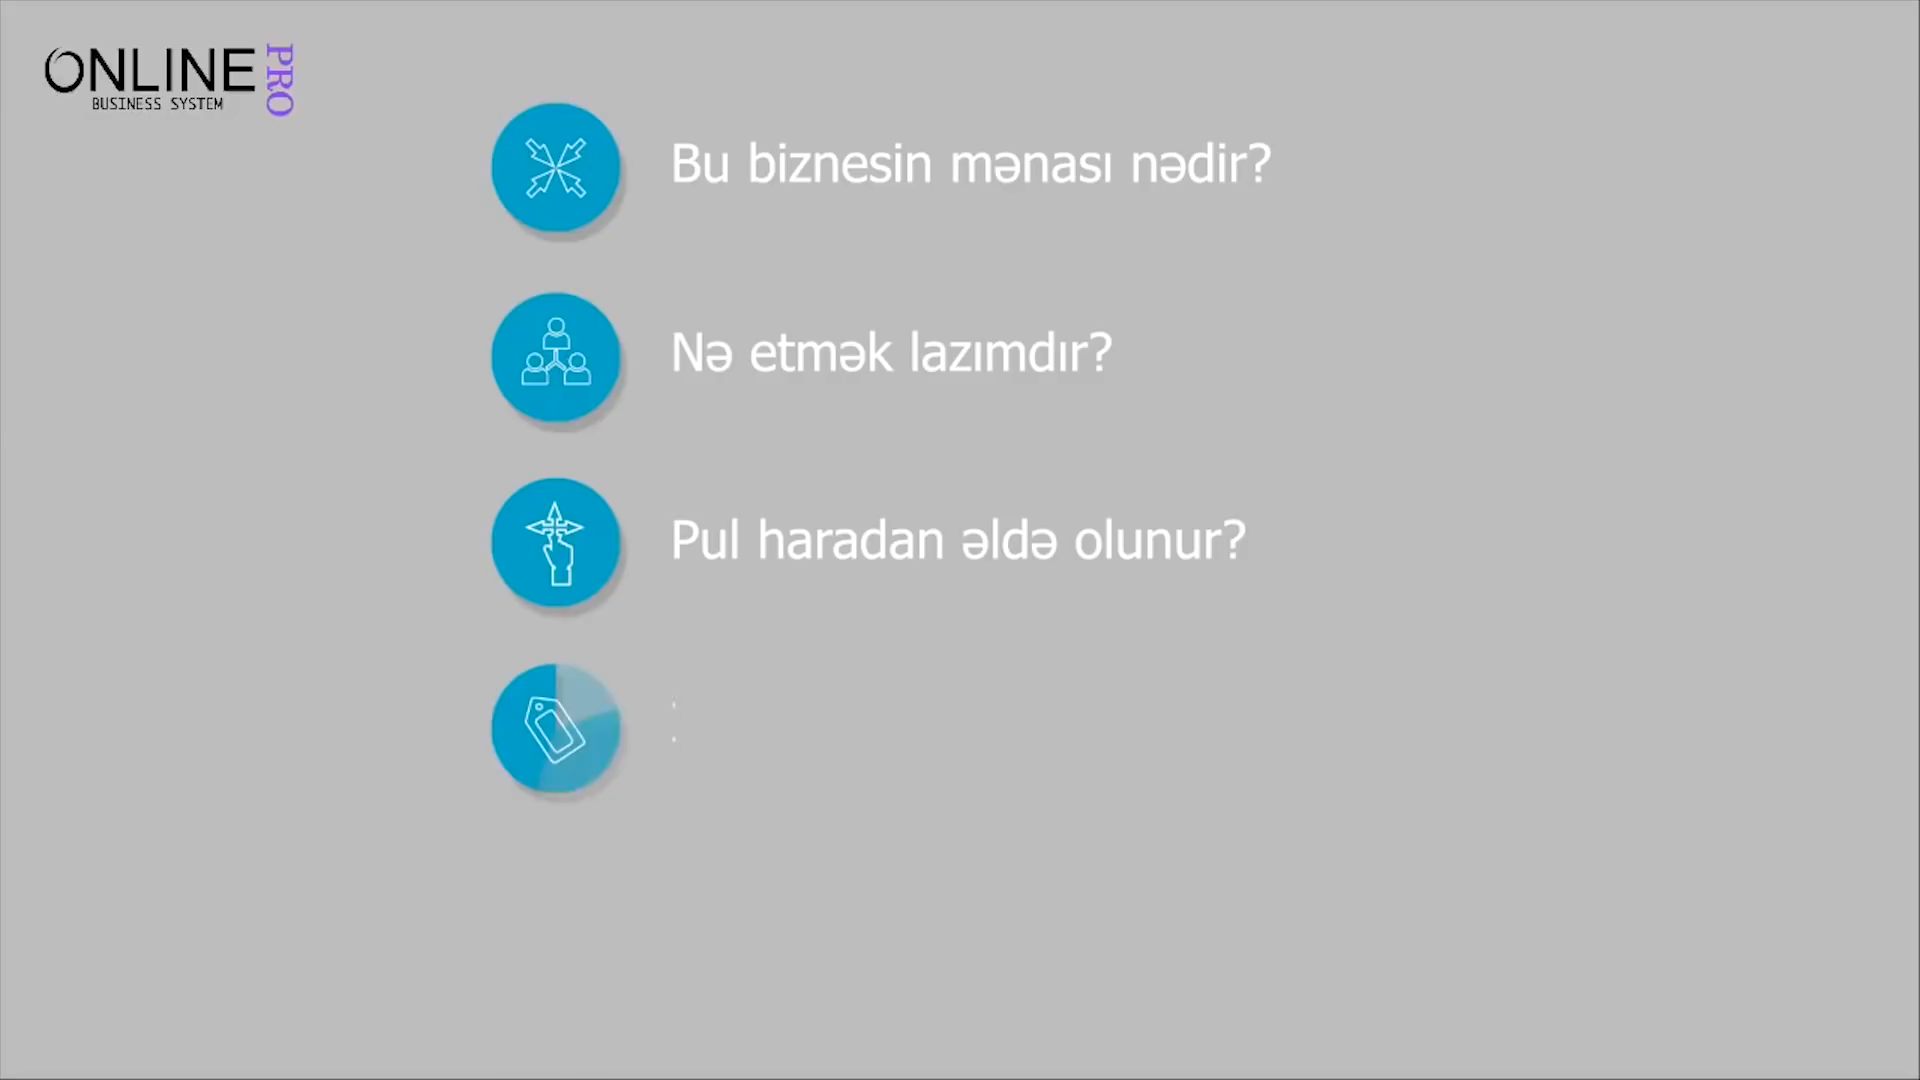 ONLINE PRO
BUSINESS SYSTEM
Bu biznesin mənası nədir?
Nə etmək lazımdır?
Pul haradan əldə olunur?